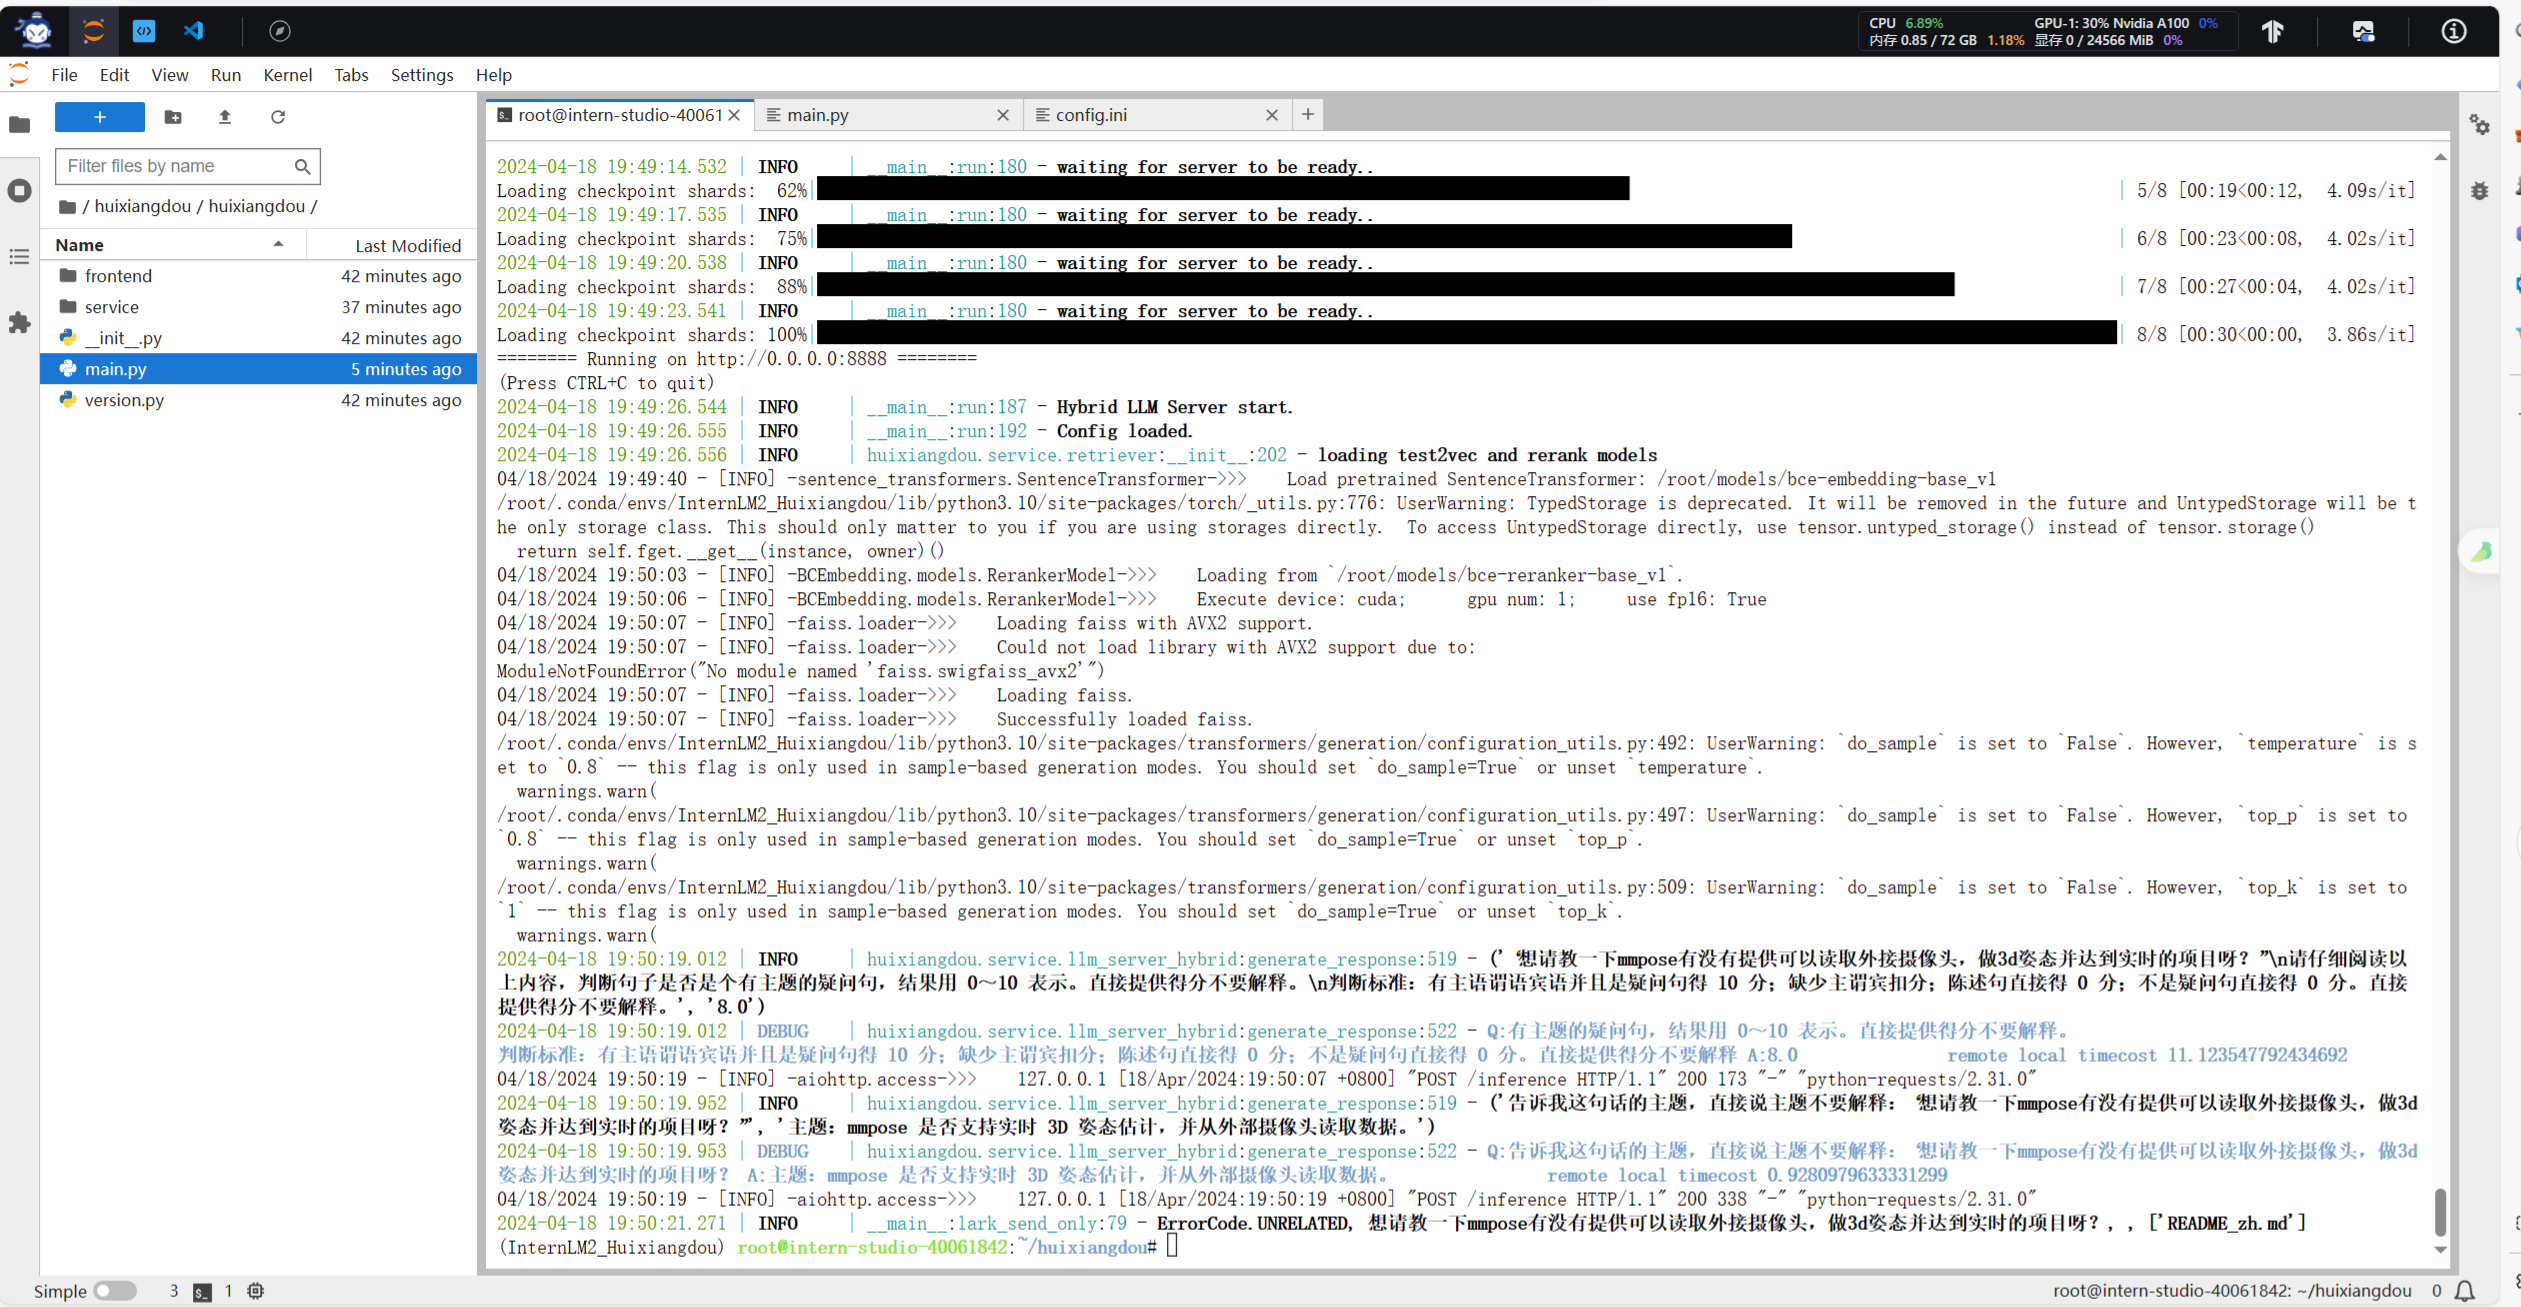 CPU 6.89% GPU-1: 30% Nvidia A100 0%
内存 0.85 / 72 GB 1.18% 显存 0 / 24566 MiB 0%
File Edit View Run Kernel Tabs Settings Help
root@intern-studio-40061 main.py config.ini
Filter files by name
/ huixiangdou / huixiangdou /
Name Last Modified
frontend 42 minutes ago
service 37 minutes ago
__init__.py 42 minutes ago
main.py 5 minutes ago
version.py 42 minutes ago
2024-04-18 19:49:14.532 | INFO | __main__:run:180 - waiting for server to be ready..
Loading checkpoint shards: 62%| | 5/8 [00:19<00:12, 4.09s/it]
2024-04-18 19:49:17.535 | INFO | __main__:run:180 - waiting for server to be ready..
Loading checkpoint shards: 75%| | 6/8 [00:23<00:08, 4.02s/it]
2024-04-18 19:49:20.538 | INFO | __main__:run:180 - waiting for server to be ready..
Loading checkpoint shards: 88%| | 7/8 [00:27<00:04, 4.02s/it]
2024-04-18 19:49:23.541 | INFO | __main__:run:180 - waiting for server to be ready..
Loading checkpoint shards: 100%| | 8/8 [00:30<00:00, 3.86s/it]
======== Running on http://0.0.0.0:8888 ========
(Press CTRL+C to quit)
2024-04-18 19:49:26.544 | INFO | __main__:run:187 - Hybrid LLM Server start.
2024-04-18 19:49:26.555 | INFO | __main__:run:192 - Config loaded.
2024-04-18 19:49:26.556 | INFO | huixiangdou.service.retriever:__init__:202 - loading test2vec and rerank models
04/18/2024 19:49:40 - [INFO] -sentence_transformers.SentenceTransformer->>> Load pretrained SentenceTransformer: /root/models/bce-embedding-base_v1
/root/.conda/envs/InternLM2_Huixiangdou/lib/python3.10/site-packages/torch/_utils.py:776: UserWarning: TypedStorage is deprecated. It will be removed in the future and UntypedStorage will be t
he only storage class. This should only matter to you if you are using storages directly.  To access UntypedStorage directly, use tensor.untyped_storage() instead of tensor.storage()
return self.fget.__get__(instance, owner)()
04/18/2024 19:50:03 - [INFO] -BCEmbedding.models.RerankerModel->>> Loading from `/root/models/bce-reranker-base_v1`.
04/18/2024 19:50:06 - [INFO] -BCEmbedding.models.RerankerModel->>> Execute device: cuda; gpu num: 1; use fp16: True
04/18/2024 19:50:07 - [INFO] -faiss.loader->>> Loading faiss with AVX2 support.
04/18/2024 19:50:07 - [INFO] -faiss.loader->>> Could not load library with AVX2 support due to:
ModuleNotFoundError("No module named 'faiss.swigfaiss_avx2'")
04/18/2024 19:50:07 - [INFO] -faiss.loader->>> Loading faiss.
04/18/2024 19:50:07 - [INFO] -faiss.loader->>> Successfully loaded faiss.
/root/.conda/envs/InternLM2_Huixiangdou/lib/python3.10/site-packages/transformers/generation/configuration_utils.py:492: UserWarning: `do_sample` is set to `False`. However, `temperature` is s
et to `0.8` -- this flag is only used in sample-based generation modes. You should set `do_sample=True` or unset `temperature`.
warnings.warn(
/root/.conda/envs/InternLM2_Huixiangdou/lib/python3.10/site-packages/transformers/generation/configuration_utils.py:497: UserWarning: `do_sample` is set to `False`. However, `top_p` is set to
`0.8` -- this flag is only used in sample-based generation modes. You should set `do_sample=True` or unset `top_p`.
warnings.warn(
/root/.conda/envs/InternLM2_Huixiangdou/lib/python3.10/site-packages/transformers/generation/configuration_utils.py:509: UserWarning: `do_sample` is set to `False`. However, `top_k` is set to
`1` -- this flag is only used in sample-based generation modes. You should set `do_sample=True` or unset `top_k`.
warnings.warn(
2024-04-18 19:50:19.012 | INFO | huixiangdou.service.llm_server_hybrid:generate_response:519 - ('“想请教一下mmpose有没有提供可以读取外接摄像头，做3d姿态并达到实时的项目呀？”\n请仔细阅读以
上内容，判断句子是否是个有主题的疑问句，结果用 0～10 表示。直接提供得分不要解释。\n判断标准：有主语谓语宾语并且是疑问句得 10 分；缺少主谓宾扣分；陈述句直接得 0 分；不是疑问句直接得 0 分。直接
提供得分不要解释。', '8.0')
2024-04-18 19:50:19.012 | DEBUG | huixiangdou.service.llm_server_hybrid:generate_response:522 - Q:有主题的疑问句，结果用 0～10 表示。直接提供得分不要解释。
判断标准：有主语谓语宾语并且是疑问句得 10 分；缺少主谓宾扣分；陈述句直接得 0 分；不是疑问句直接得 0 分。直接提供得分不要解释 A:8.0 remote local timecost 11.123547792434692
04/18/2024 19:50:19 - [INFO] -aiohttp.access->>> 127.0.0.1 [18/Apr/2024:19:50:07 +0800] "POST /inference HTTP/1.1" 200 173 "-" "python-requests/2.31.0"
2024-04-18 19:50:19.952 | INFO | huixiangdou.service.llm_server_hybrid:generate_response:519 - ('告诉我这句话的主题，直接说主题不要解释：“想请教一下mmpose有没有提供可以读取外接摄像头，做3d
姿态并达到实时的项目呀？”', '主题：mmpose 是否支持实时 3D 姿态估计，并从外部摄像头读取数据。')
2024-04-18 19:50:19.953 | DEBUG | huixiangdou.service.llm_server_hybrid:generate_response:522 - Q:告诉我这句话的主题，直接说主题不要解释：“想请教一下mmpose有没有提供可以读取外接摄像头，做3d
姿态并达到实时的项目呀？ A:主题：mmpose 是否支持实时 3D 姿态估计，并从外部摄像头读取数据。 remote local timecost 0.9280979633331299
04/18/2024 19:50:19 - [INFO] -aiohttp.access->>> 127.0.0.1 [18/Apr/2024:19:50:19 +0800] "POST /inference HTTP/1.1" 200 338 "-" "python-requests/2.31.0"
2024-04-18 19:50:21.271 | INFO | __main__:lark_send_only:79 - ErrorCode.UNRELATED, 想请教一下mmpose有没有提供可以读取外接摄像头，做3d姿态并达到实时的项目呀？, , ['README_zh.md']
(InternLM2_Huixiangdou) root@intern-studio-40061842:~/huixiangdou#
Simple 3 1 root@intern-studio-40061842: ~/huixiangdou 0